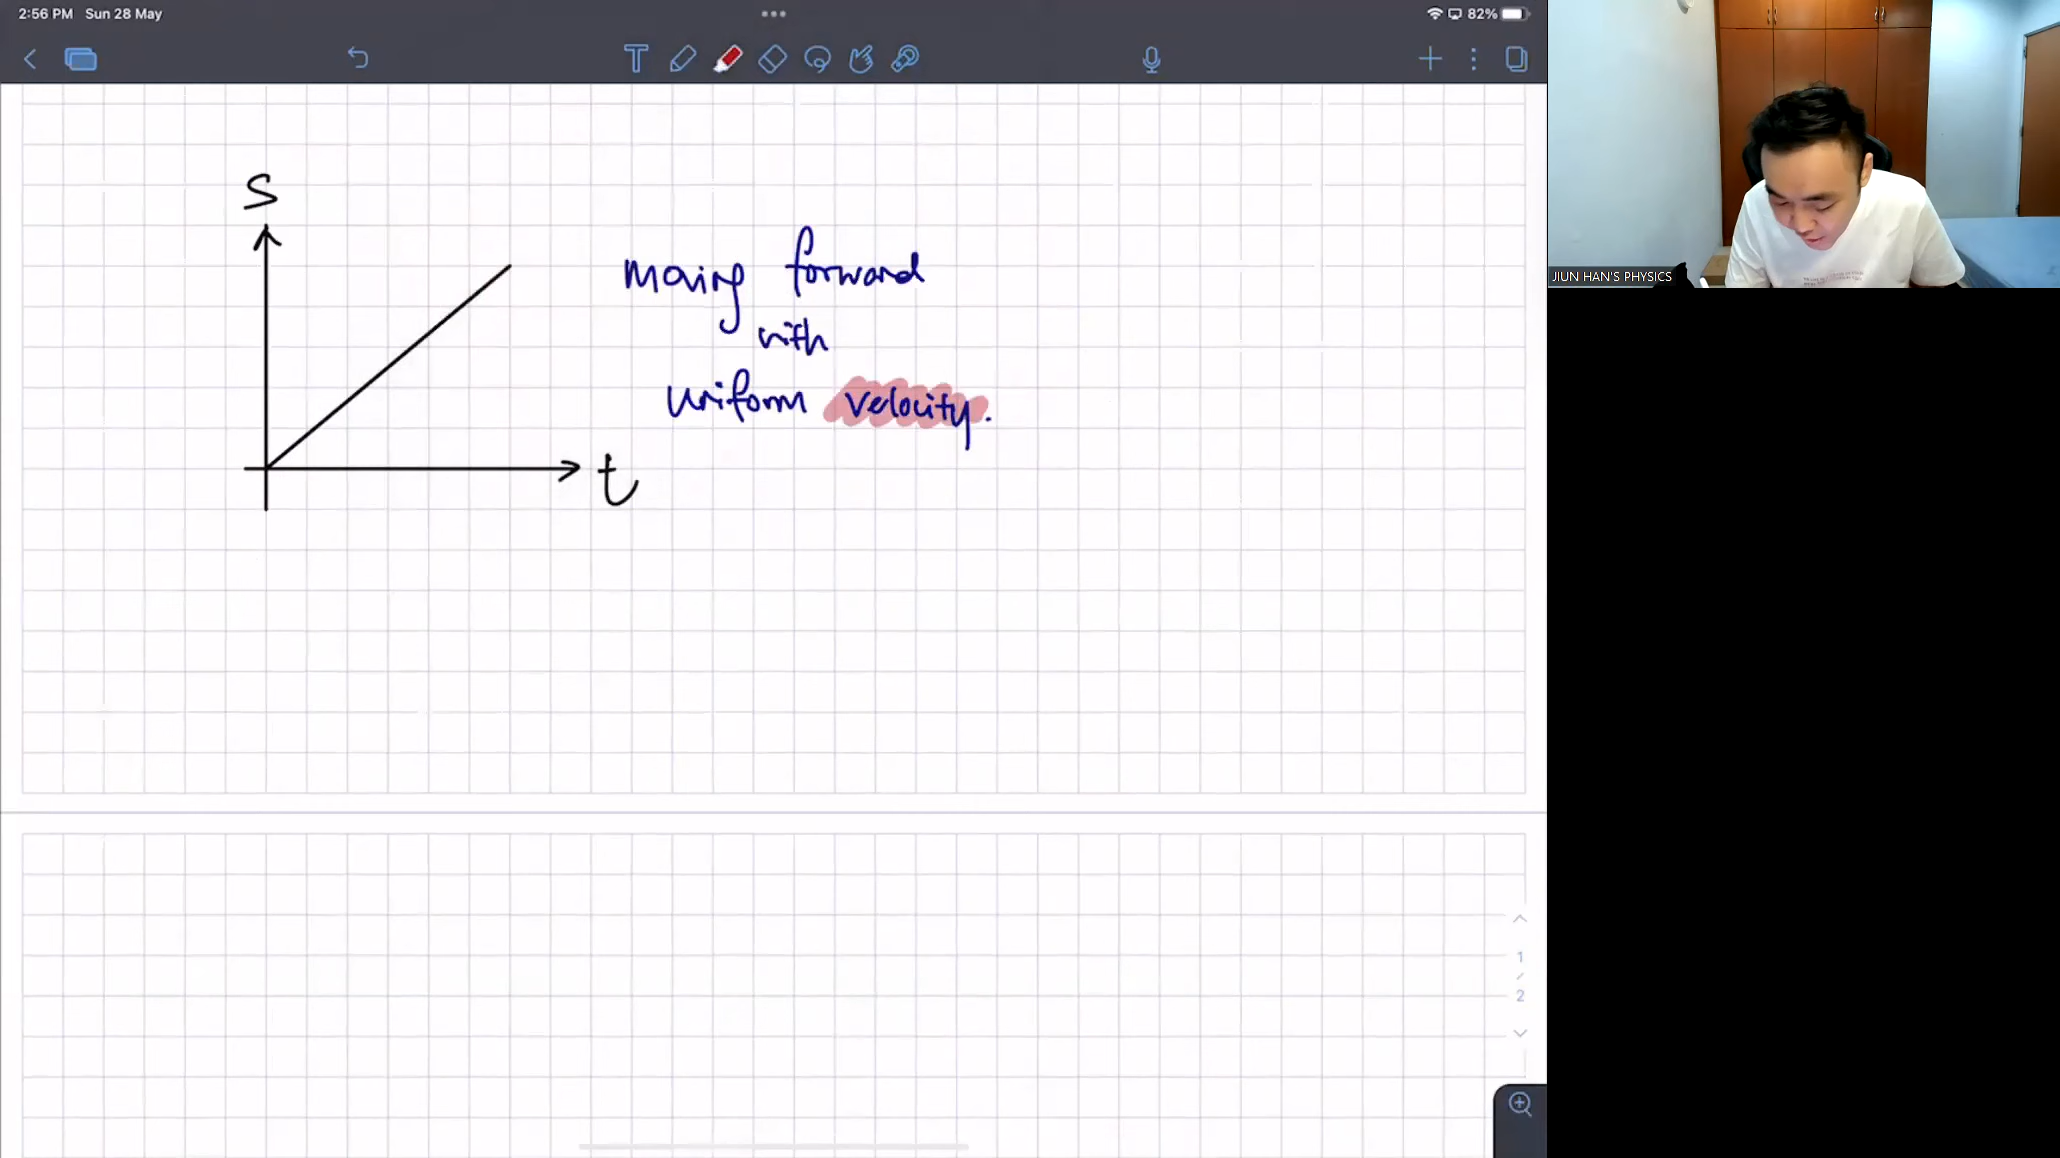 2:56 PM Sun 28 May
82%
S
moving forward
with
uniform velocity.
t
JIUN HAN'S PHYSICS
1
2